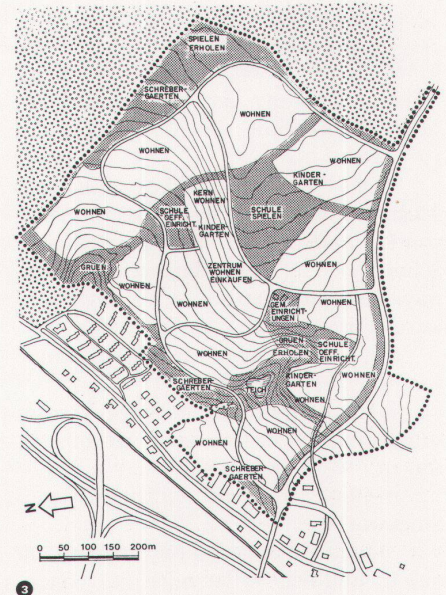 SPIELEN
ERHOLEN
SCHREBER-
GAERTEN
WOHNEN
WOHNEN
WOHNEN
KINDER-
GARTEN
KERN
WOHNEN
WOHNEN
SCHULE
OEFF.
EINRICHT.
SCHULE
SPIELEN
KINDER-
GARTEN
GRUEN
ZENTRUM
WOHNEN
EINKAUFEN
WOHNEN
WOHNEN
WOHNEN
GEM.
EINRICHT-
UNGEN
WOHNEN
GRUEN
ERHOLEN
SCHULE
OEFF.
EINRICHT.
WOHNEN
SCHREBER-
GAERTEN
TEICH
KINDER-
GARTEN
WOHNEN
WOHNEN
WOHNEN
WOHNEN
SCHREBER-
GAERTEN
N
0 50 100 150 200m
3